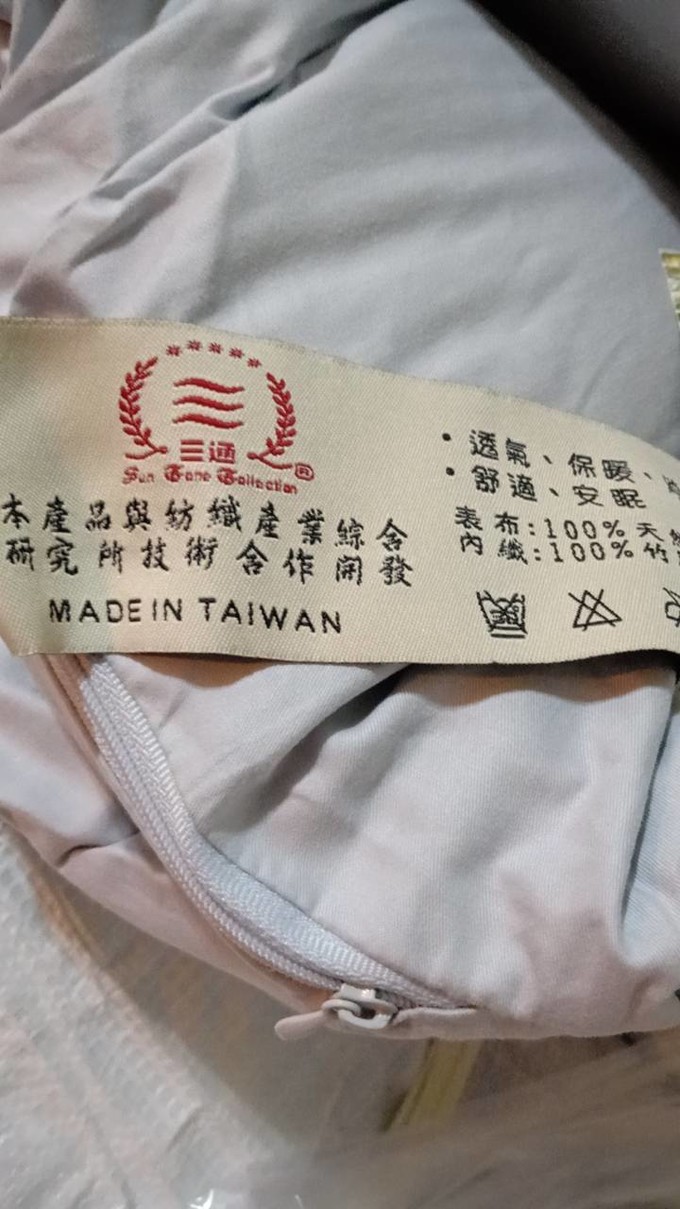 三通
Sun Tone Collection
®
本產品與紡織產業綜合
研究所技術合作開發
MADE IN TAIWAN
• 透氣、保暖、
• 舒適、安眠
表布:100%天
內纖:100%竹